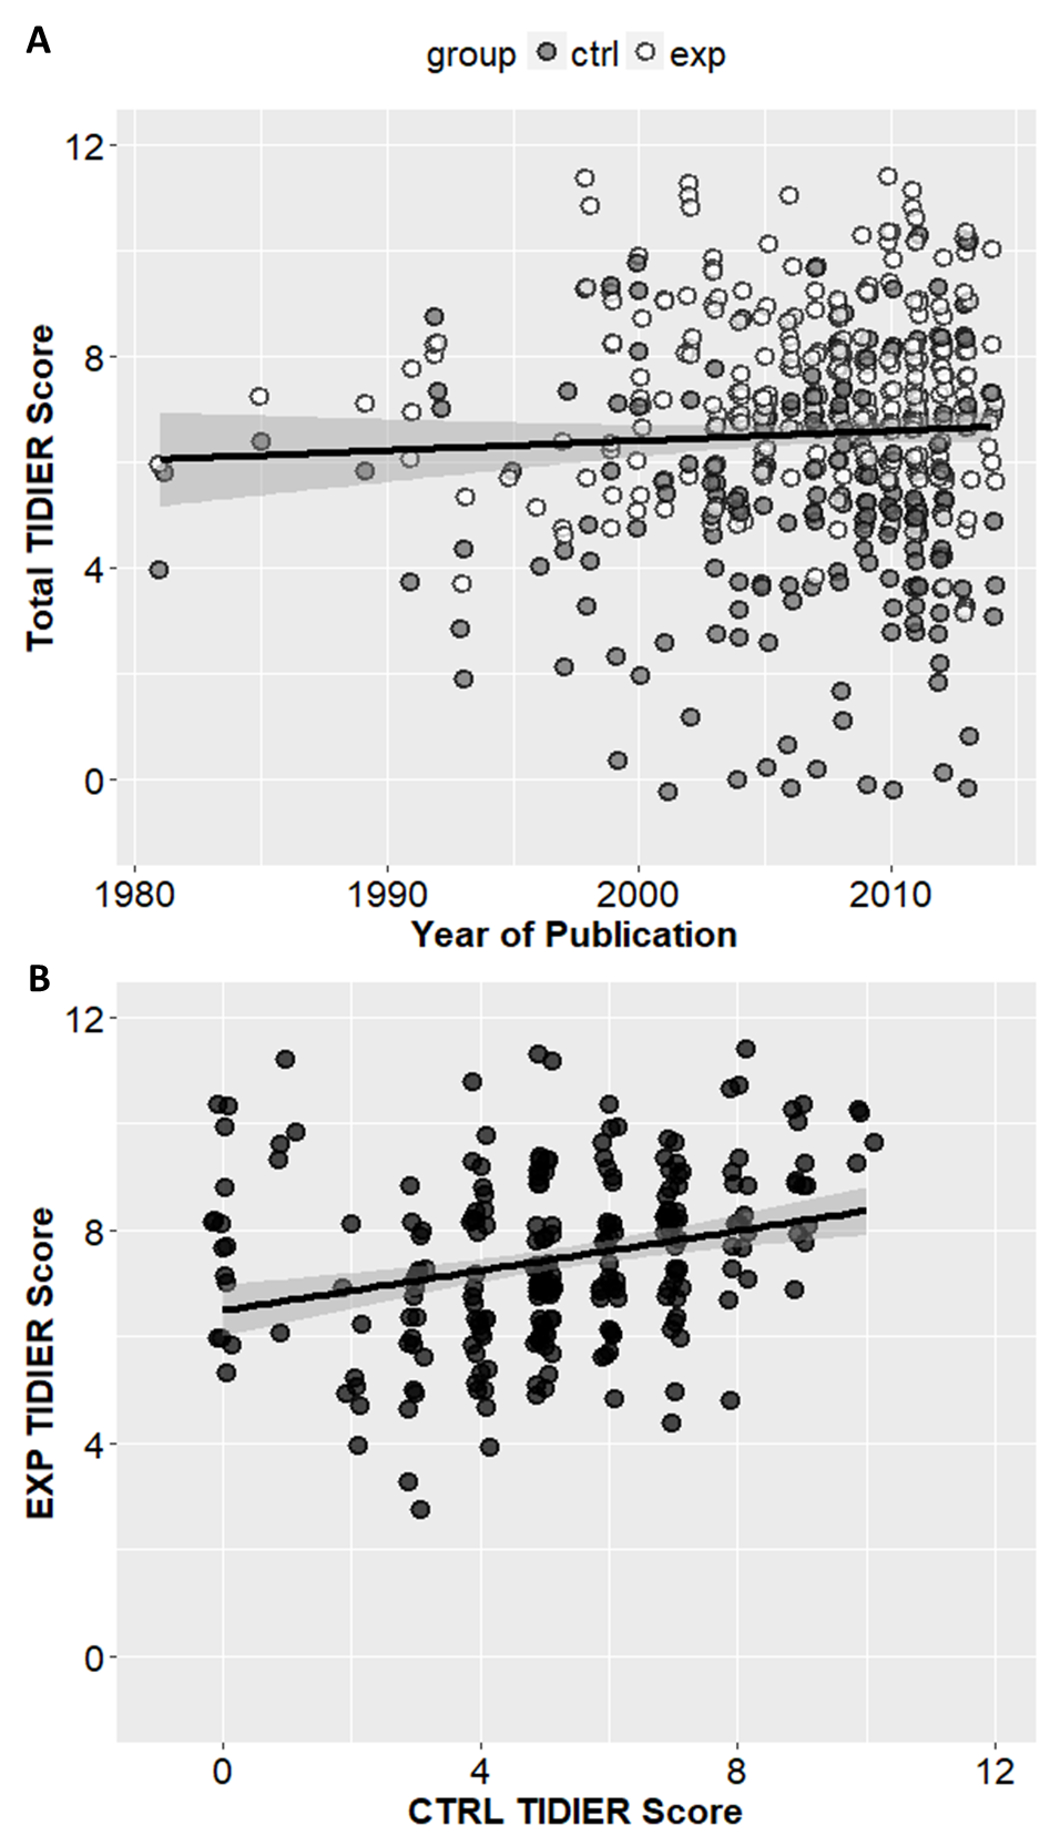 A
group ctrl exp
12
8
4
0
Total TIDIER Score
1980 1990 2000 2010
Year of Publication
B
12
8
4
0
EXP TIDIER Score
0 4 8 12
CTRL TIDIER Score